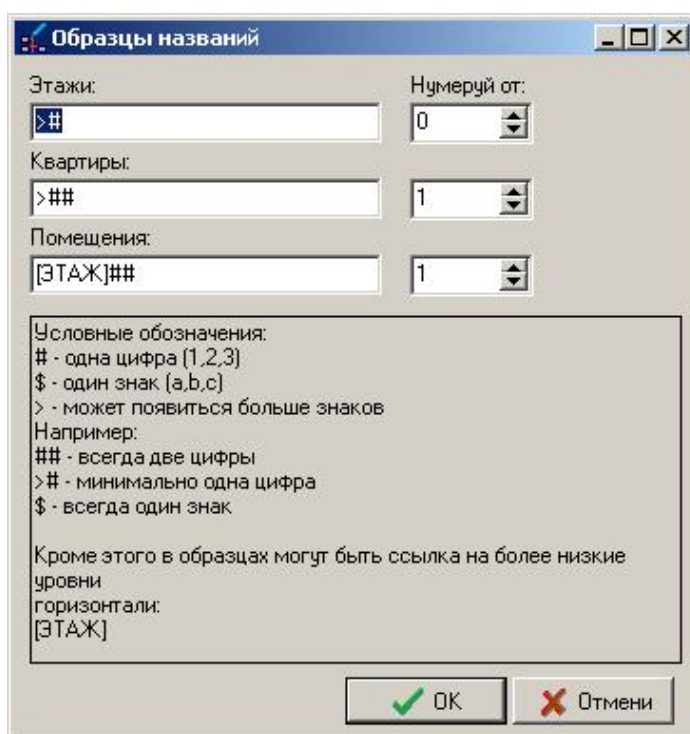 Образцы названий
Этажи: Нумеруй от:
># 0
Квартиры:
>## 1
Помещения:
[ЭТАЖ]## 1
Условные обозначения:
# - одна цифра (1,2,3)
$ - один знак (a,b,c)
> - может появиться больше знаков
Например:
## - всегда две цифры
># - минимально одна цифра
$ - всегда один знак
Кроме этого в образцах могут быть ссылка на более низкие
уровни
горизонтали:
[ЭТАЖ]
OK Отмени